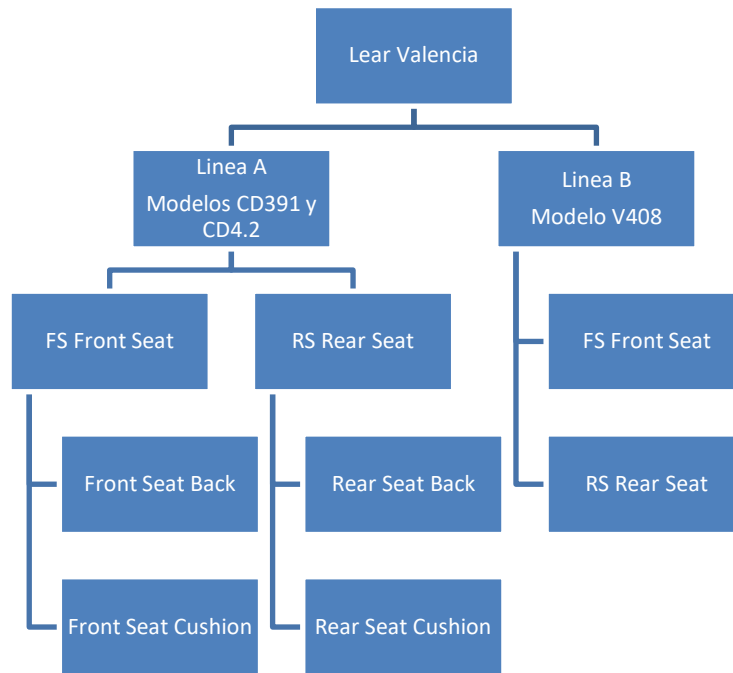 Lear Valencia
Linea A
Modelos CD391 y
CD4.2
Linea B
Modelo V408
FS Front Seat
RS Rear Seat
FS Front Seat
Front Seat Back
Rear Seat Back
RS Rear Seat
Front Seat Cushion
Rear Seat Cushion